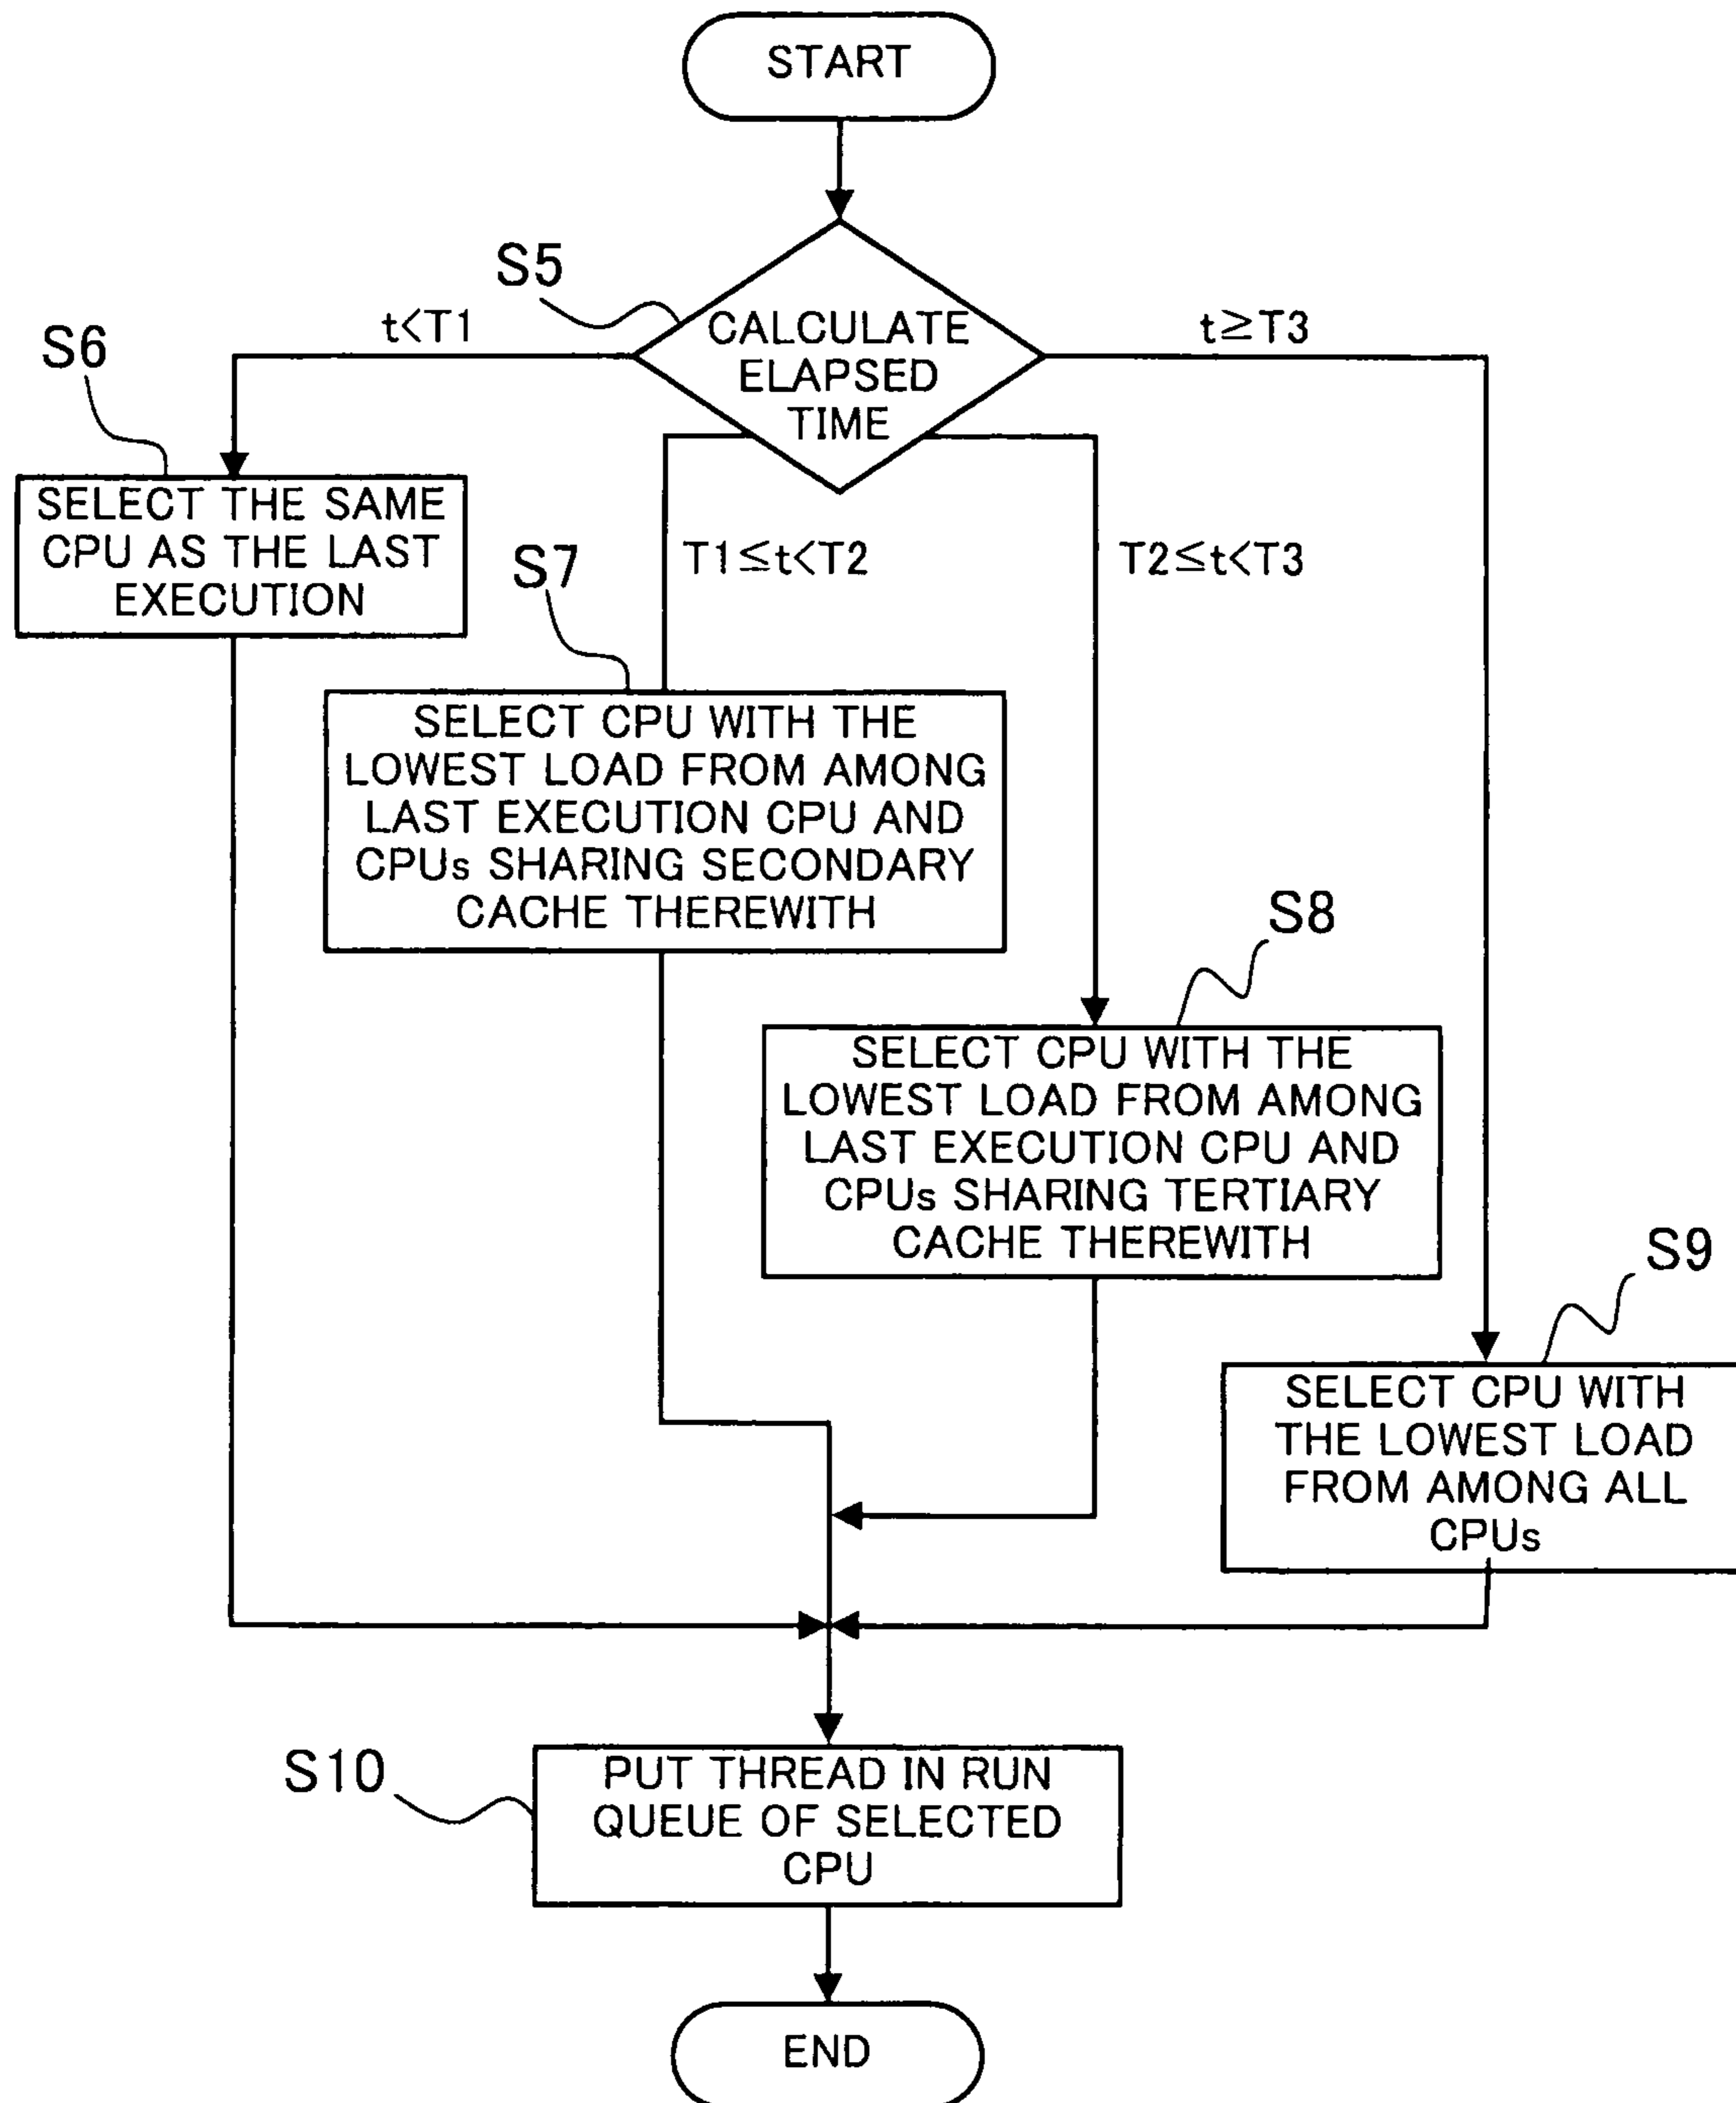 START
S5
CALCULATE
ELAPSED
TIME
t<T1
t≧T3
S6
SELECT THE SAME
CPU AS THE LAST
EXECUTION
T1≦t<T2
T2≦t<T3
S7
SELECT CPU WITH THE
LOWEST LOAD FROM AMONG
LAST EXECUTION CPU AND
CPUs SHARING SECONDARY
CACHE THEREWITH
S8
SELECT CPU WITH THE
LOWEST LOAD FROM AMONG
LAST EXECUTION CPU AND
CPUs SHARING TERTIARY
CACHE THEREWITH
S9
SELECT CPU WITH
THE LOWEST LOAD
FROM AMONG ALL
CPUs
S10
PUT THREAD IN RUN
QUEUE OF SELECTED
CPU
END